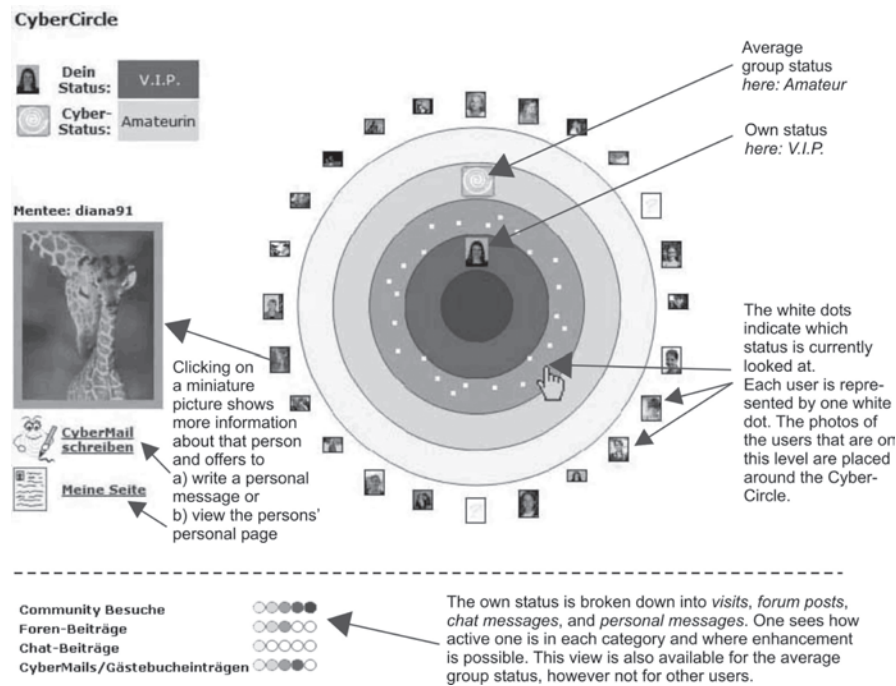 CyberCircle
Dein
Status:
V.I.P.
Cyber-
Status:
Amateurin
Average
group status
here: Amateur
Own status
here: V.I.P.
Mentee: diana91
Clicking on
a miniature
picture shows
more information
about that person
and offers to
a) write a personal
message or
b) view the persons'
personal page
CyberMail
schreiben
Meine Seite
The white dots
indicate which
status is currently
looked at.
Each user is repre-
sented by one white
dot. The photos of
the users that are on
this level are placed
around the Cyber-
Circle.
Community Besuche
Foren-Beiträge
Chat-Beiträge
CyberMails/Gästebucheinträgen
The own status is broken down into visits, forum posts,
chat messages, and personal messages. One sees how
active one is in each category and where enhancement
is possible. This view is also available for the average
group status, however not for other users.